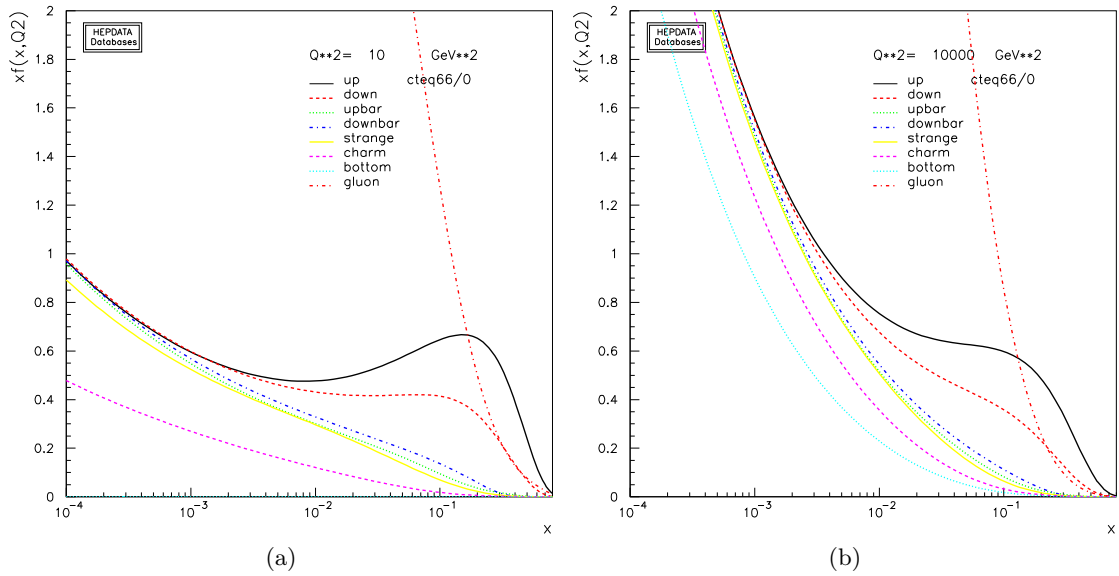 xf(x,Q2)
HEPDATA
Databases
Q**2= 10 GeV**2
up cteq66/0
down
upbar
downbar
strange
charm
bottom
gluon
2
1.8
1.6
1.4
1.2
1
0.8
0.6
0.4
0.2
0
10-4 10-3 10-2 10-1
x
(a)
xf(x,Q2)
HEPDATA
Databases
Q**2= 10000 GeV**2
up cteq66/0
down
upbar
downbar
strange
charm
bottom
gluon
2
1.8
1.6
1.4
1.2
1
0.8
0.6
0.4
0.2
0
10-4 10-3 10-2 10-1
x
(b)